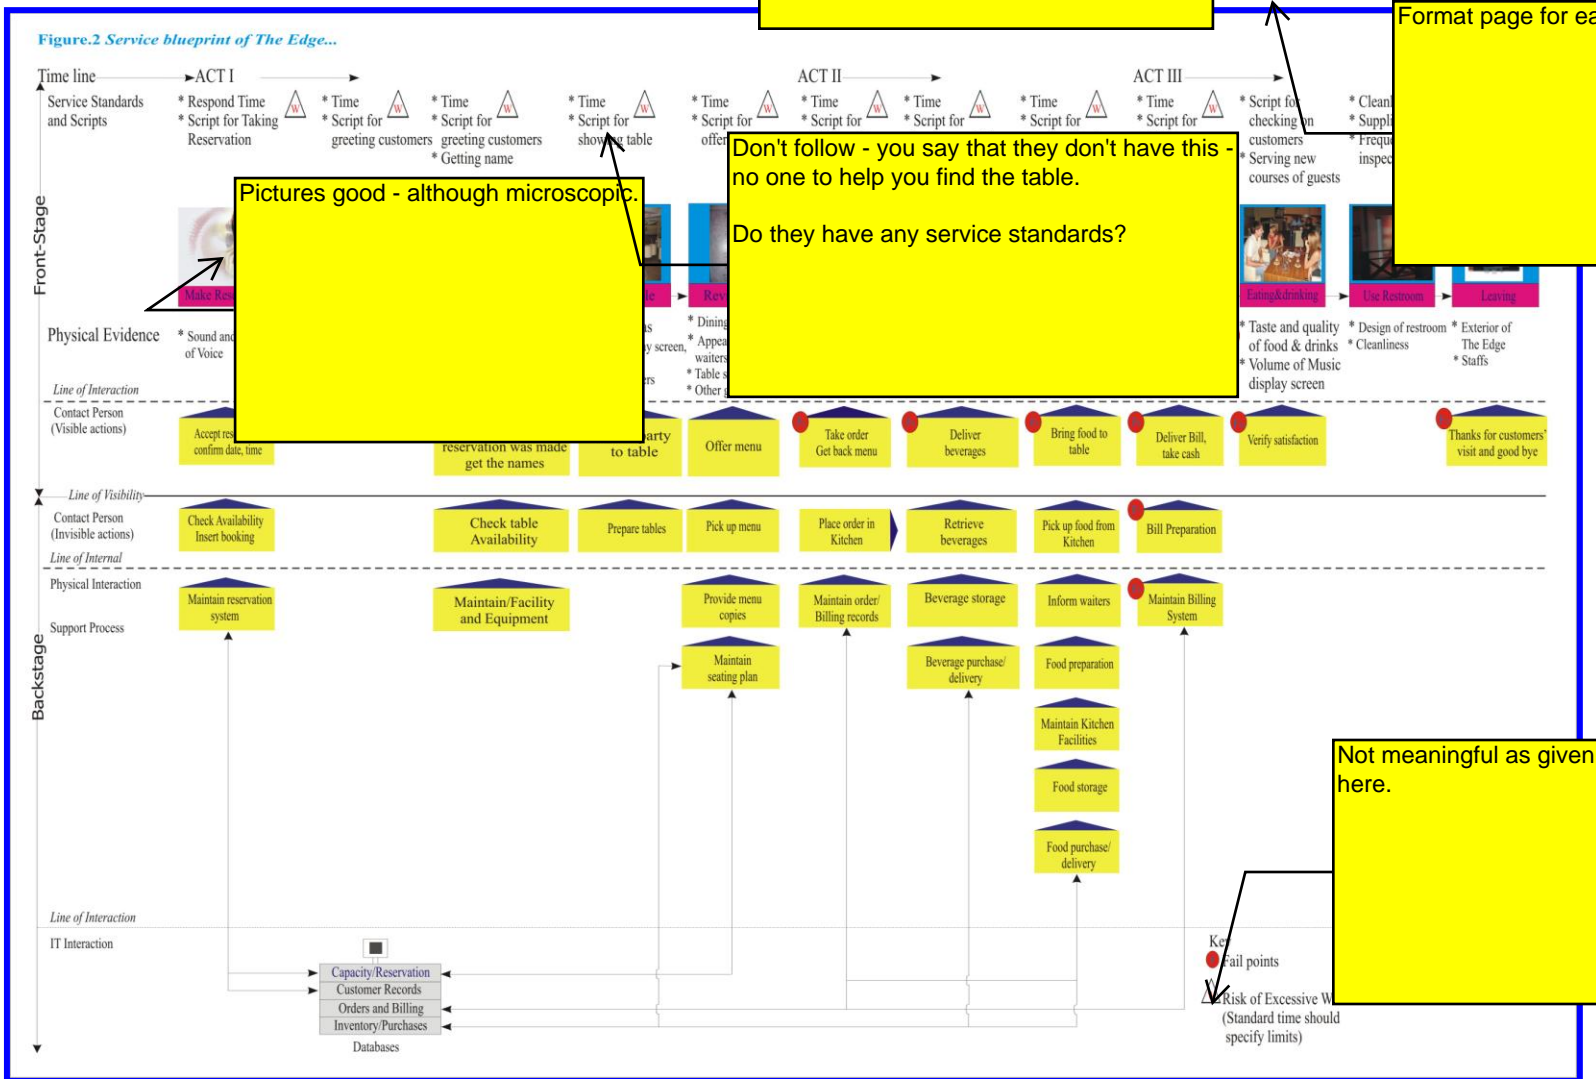 Format page for
Figure.2 Service blueprint of The Edge...
Time line
ACT I
ACT II
ACT III
Service Standards
and Scripts
* Respond Time
* Script for Taking
Reservation
W
* Time
* Script for
greeting customers
W
* Time
* Script for
greeting customers
* Getting name
W
* Time
* Script for
showing table
W
* Time
* Script for
W
* Time
* Script for
W
* Time
* Script for
W
* Time
* Script for
W
* Time
* Script for
W
* Script for
checking on
customers
* Serving new
courses of guests
Pictures good - although microscopic.
Don't follow - you say that they don't have this -
no one to help you find the table.
Do they have any service standards?
Front-Stage
Make
Eating&drinking
Use Restroom
Leaving
Physical Evidence
* Sound and
of Voice
screen,
* Dining
waiters
* Table
* Other
* Taste and quality
of food & drinks
* Volume of Music
display screen
* Design of restroom
* Cleanliness
* Exterior of
The Edge
* Staffs
Line of Interaction
Contact Person
(Visible actions)
Accept
confirm date, time
reservation was made
get the names
party
to table
Offer menu
Take order
Get back menu
Deliver
beverages
Bring food to
table
Deliver Bill,
take cash
Verify satisfaction
Thanks for customers'
visit and good bye
Line of Visibility
Contact Person
(Invisible actions)
Check Availability
Insert booking
Check table
Availability
Prepare tables
Pick up menu
Place order in
Kitchen
Retrieve
beverages
Pick up food from
Kitchen
Bill Preparation
Line of Internal
Physical Interaction
Support Process
Backstage
Maintain reservation
system
Maintain/Facility
and Equipment
Provide menu
copies
Maintain order/
Billing records
Beverage storage
Inform waiters
Maintain Billing
System
Maintain
seating plan
Beverage purchase/
delivery
Food preparation
Maintain Kitchen
Facilities
Food storage
Food purchase/
delivery
Not meaningful as given
here.
Line of Interaction
IT Interaction
Capacity/Reservation
Customer Records
Orders and Billing
Inventory/Purchases
Databases
Key
Fail points
Risk of Excessive
(Standard time should
specify limits)